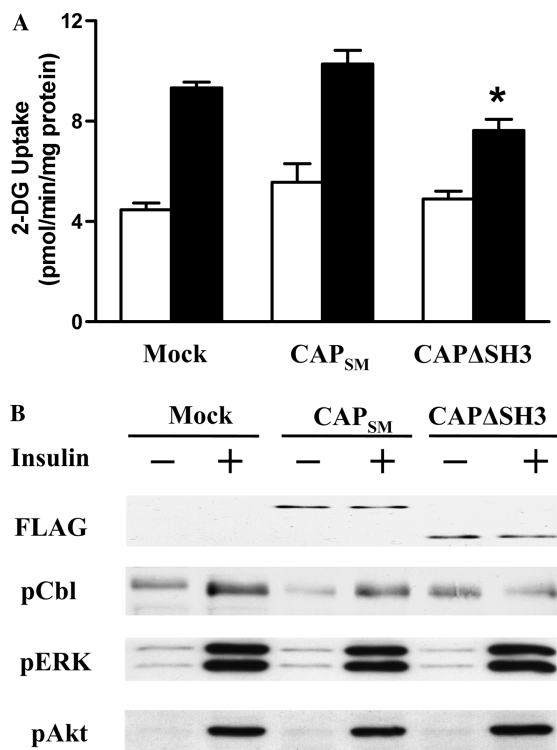 A
12
8
4
0
2-DG Uptake
(pmol/min/mg protein)
*
Mock CAPSM CAPΔSH3
B
Mock CAPSM CAPΔSH3
Insulin − + − + − +
FLAG
pCbl
pERK
pAkt